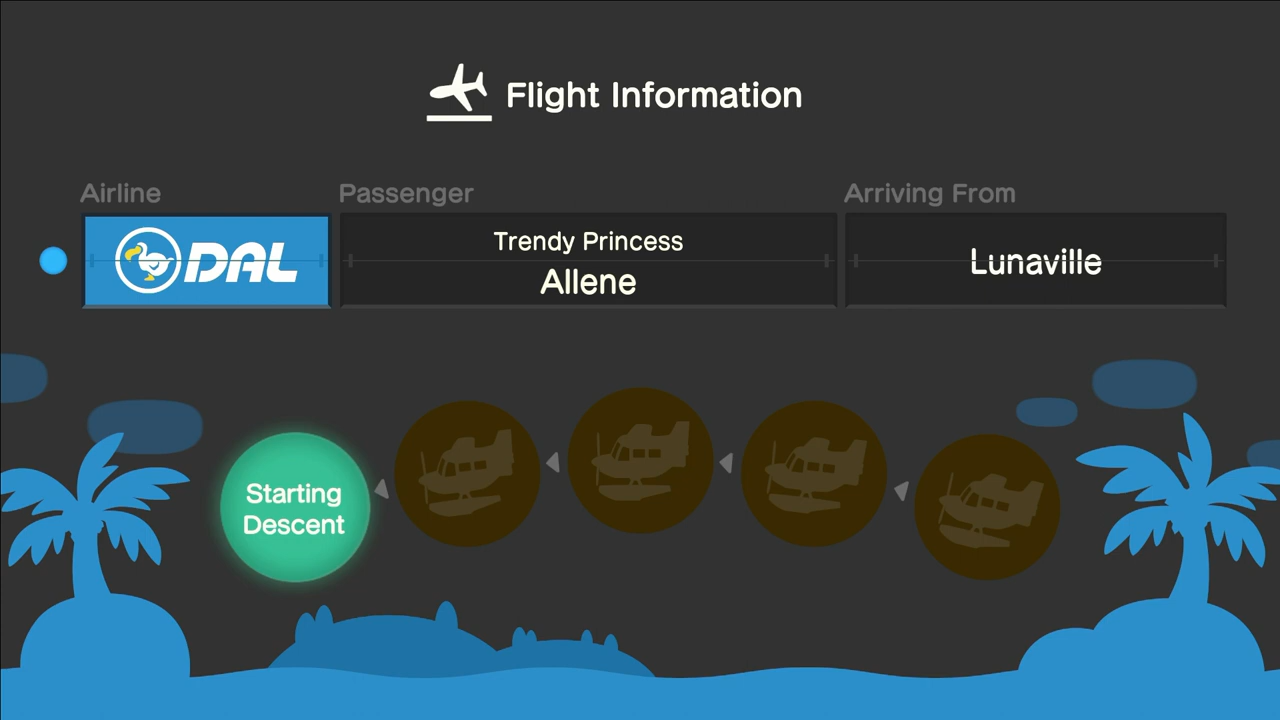 Flight Information
Airline
Passenger
Arriving From
DAL
Trendy Princess
Allene
Lunaville
Starting
Descent